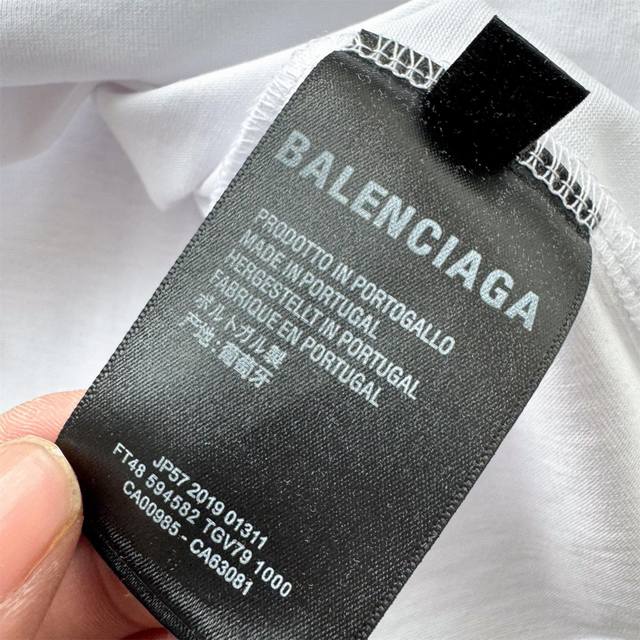 BALENCIAGA
PRODOTTO IN PORTOGALLO
MADE IN PORTUGAL
HERGESTELLT IN PORTUGAL
FABRIQUE EN PORTUGAL
ポルトガル製
产地:葡萄牙
JP57 2019 01311
FT48 594582 TGV79 1000
CA00985 - CA63081